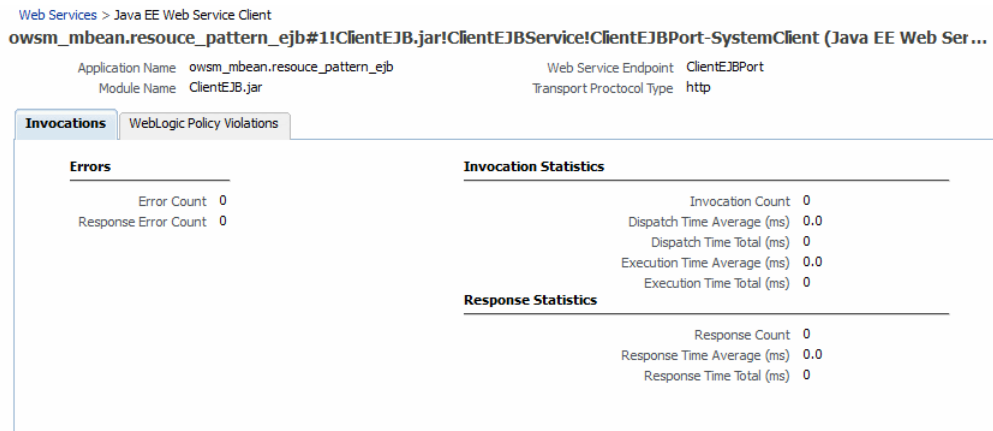 Web Services > Java EE Web Service Client
owsm_mbean.resouce_pattern_ejb#1!ClientEJB.jar!ClientEJBService!ClientEJBPort-SystemClient (Java EE Web Ser...
Application Name owsm_mbean.resouce_pattern_ejb
Module Name ClientEJB.jar
Web Service Endpoint ClientEJBPort
Transport Proctocol Type http
Invocations WebLogic Policy Violations
Errors
Error Count 0
Response Error Count 0
Invocation Statistics
Invocation Count 0
Dispatch Time Average (ms) 0.0
Dispatch Time Total (ms) 0
Execution Time Average (ms) 0.0
Execution Time Total (ms) 0
Response Statistics
Response Count 0
Response Time Average (ms) 0.0
Response Time Total (ms) 0